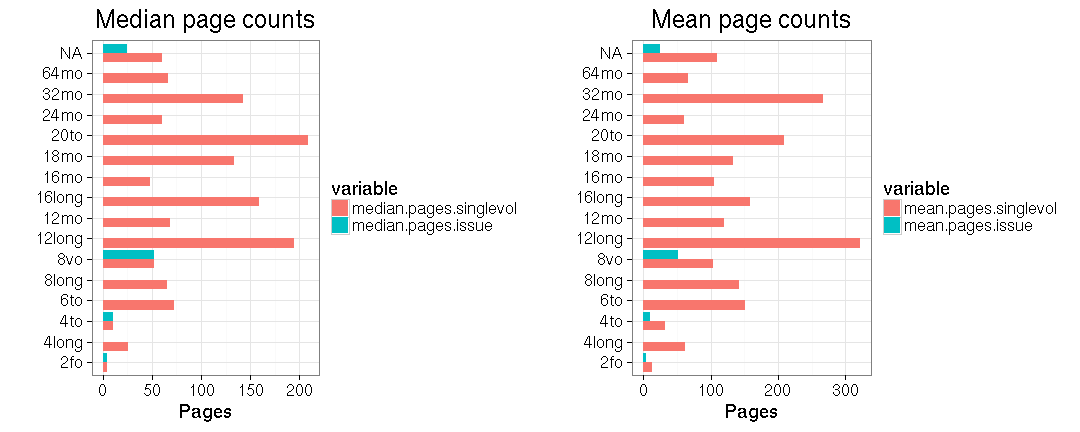 Median page counts
NA
64mo
32mo
24mo
20to
18mo
16mo
16long
12mo
12long
8vo
8long
6to
4to
4long
2fo
0 50 100 150 200
Pages
variable
median.pages.singlevol
median.pages.issue
Mean page counts
NA
64mo
32mo
24mo
20to
18mo
16mo
16long
12mo
12long
8vo
8long
6to
4to
4long
2fo
0 100 200 300
Pages
variable
mean.pages.singlevol
mean.pages.issue